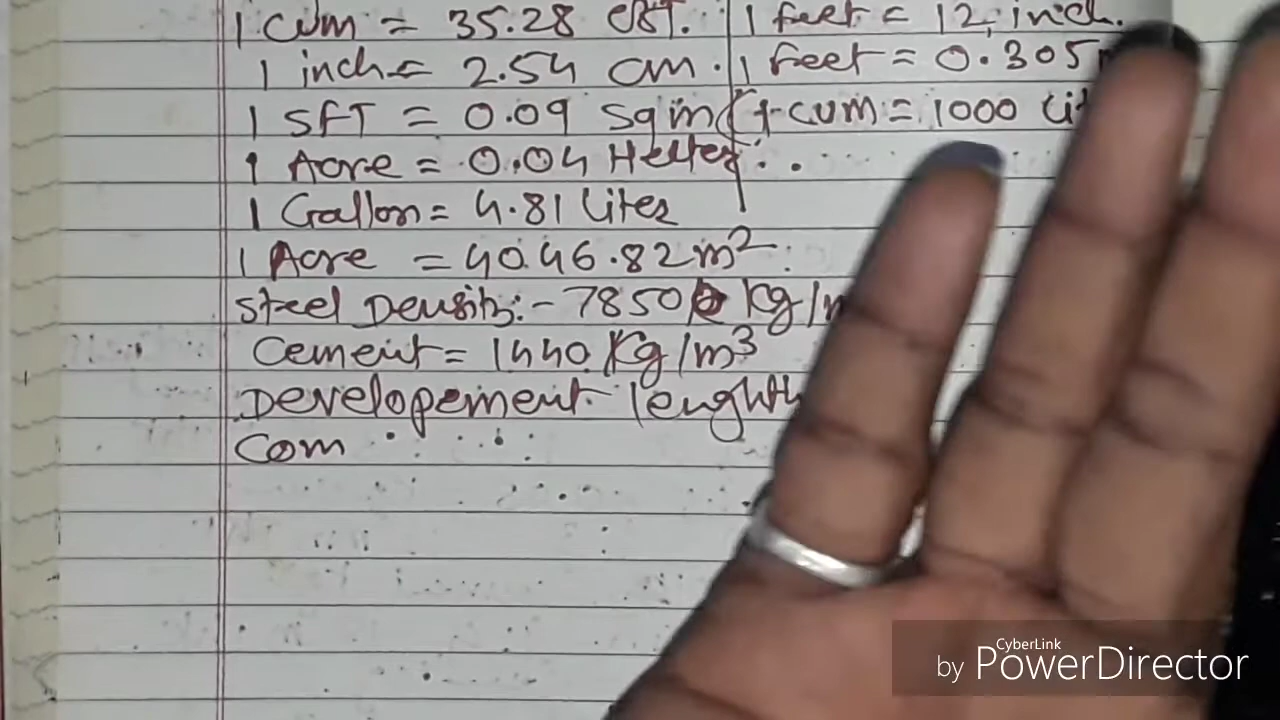 1 cum = 35.28 cft. 1 feet = 12 inch.
1 inch = 2.54 cm. 1 feet = 0.305
1 SfT = 0.09 sqm 1 cum = 1000 Lit
1 Acre = 0.04
1 Gallon = 4.81 Liter
1 Acre = 4046.82 m²
Steel Density:- 7850 Kg/m
Cement = 1440 Kg/m³
Developement lenghth
Com
CyberLink
by PowerDirector